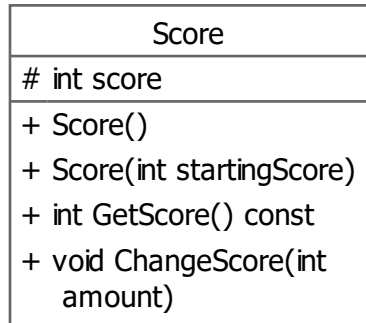 Score
# int score
+ Score()
+ Score(int startingScore)
+ int GetScore() const
+ void ChangeScore(int
amount)